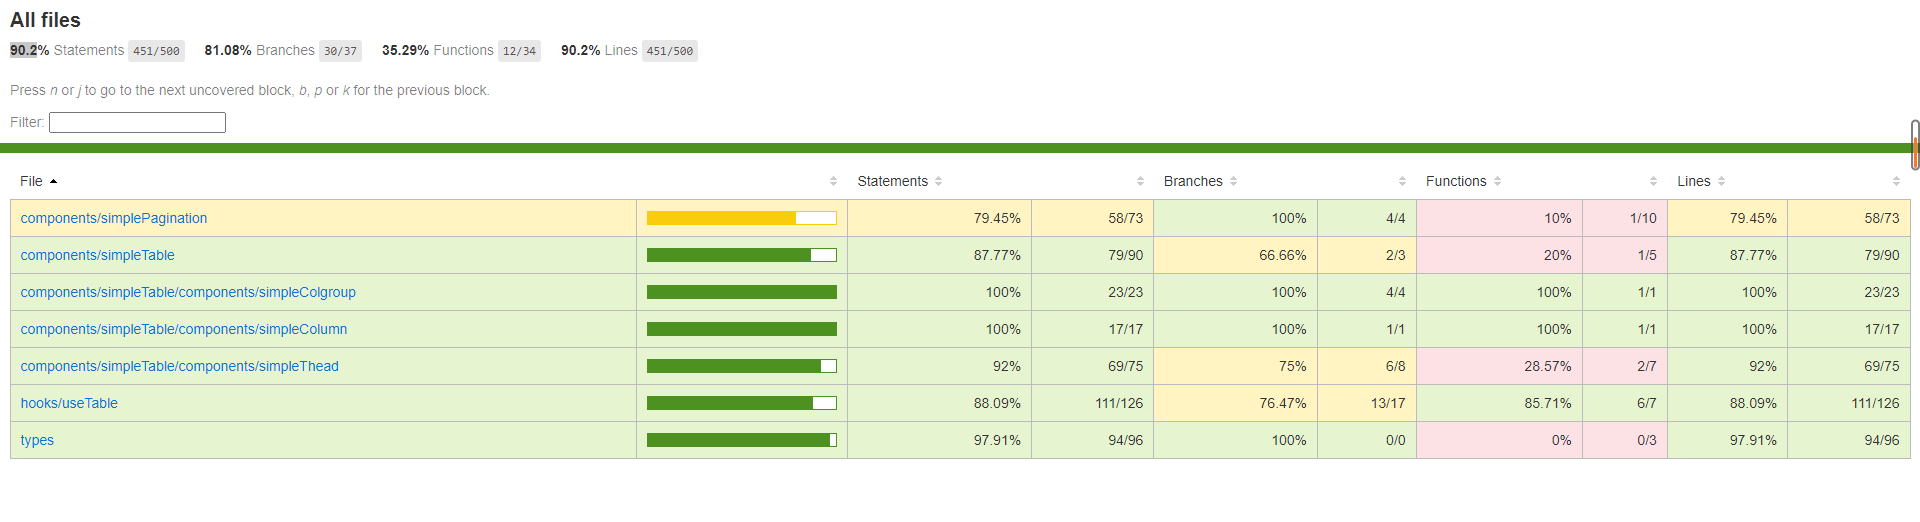 All files
90.2% Statements 451/500 81.08% Branches 30/37 35.29% Functions 12/34 90.2% Lines 451/500
Press n or j to go to the next uncovered block, b, p or k for the previous block.
Filter:
File Statements Branches Functions Lines
components/simplePagination 79.45% 58/73 100% 4/4 10% 1/10 79.45% 58/73
components/simpleTable 87.77% 79/90 66.66% 2/3 20% 1/5 87.77% 79/90
components/simpleTable/components/simpleColgroup 100% 23/23 100% 4/4 100% 1/1 100% 23/23
components/simpleTable/components/simpleColumn 100% 17/17 100% 1/1 100% 1/1 100% 17/17
components/simpleTable/components/simpleThead 92% 69/75 75% 6/8 28.57% 2/7 92% 69/75
hooks/useTable 88.09% 111/126 76.47% 13/17 85.71% 6/7 88.09% 111/126
types 97.91% 94/96 100% 0/0 0% 0/3 97.91% 94/96